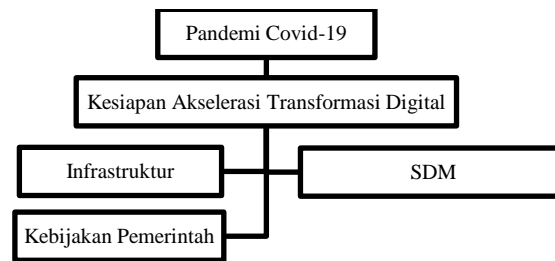 Pandemi Covid-19
Kesiapan Akselerasi Transformasi Digital
Infrastruktur
SDM
Kebijakan Pemerintah